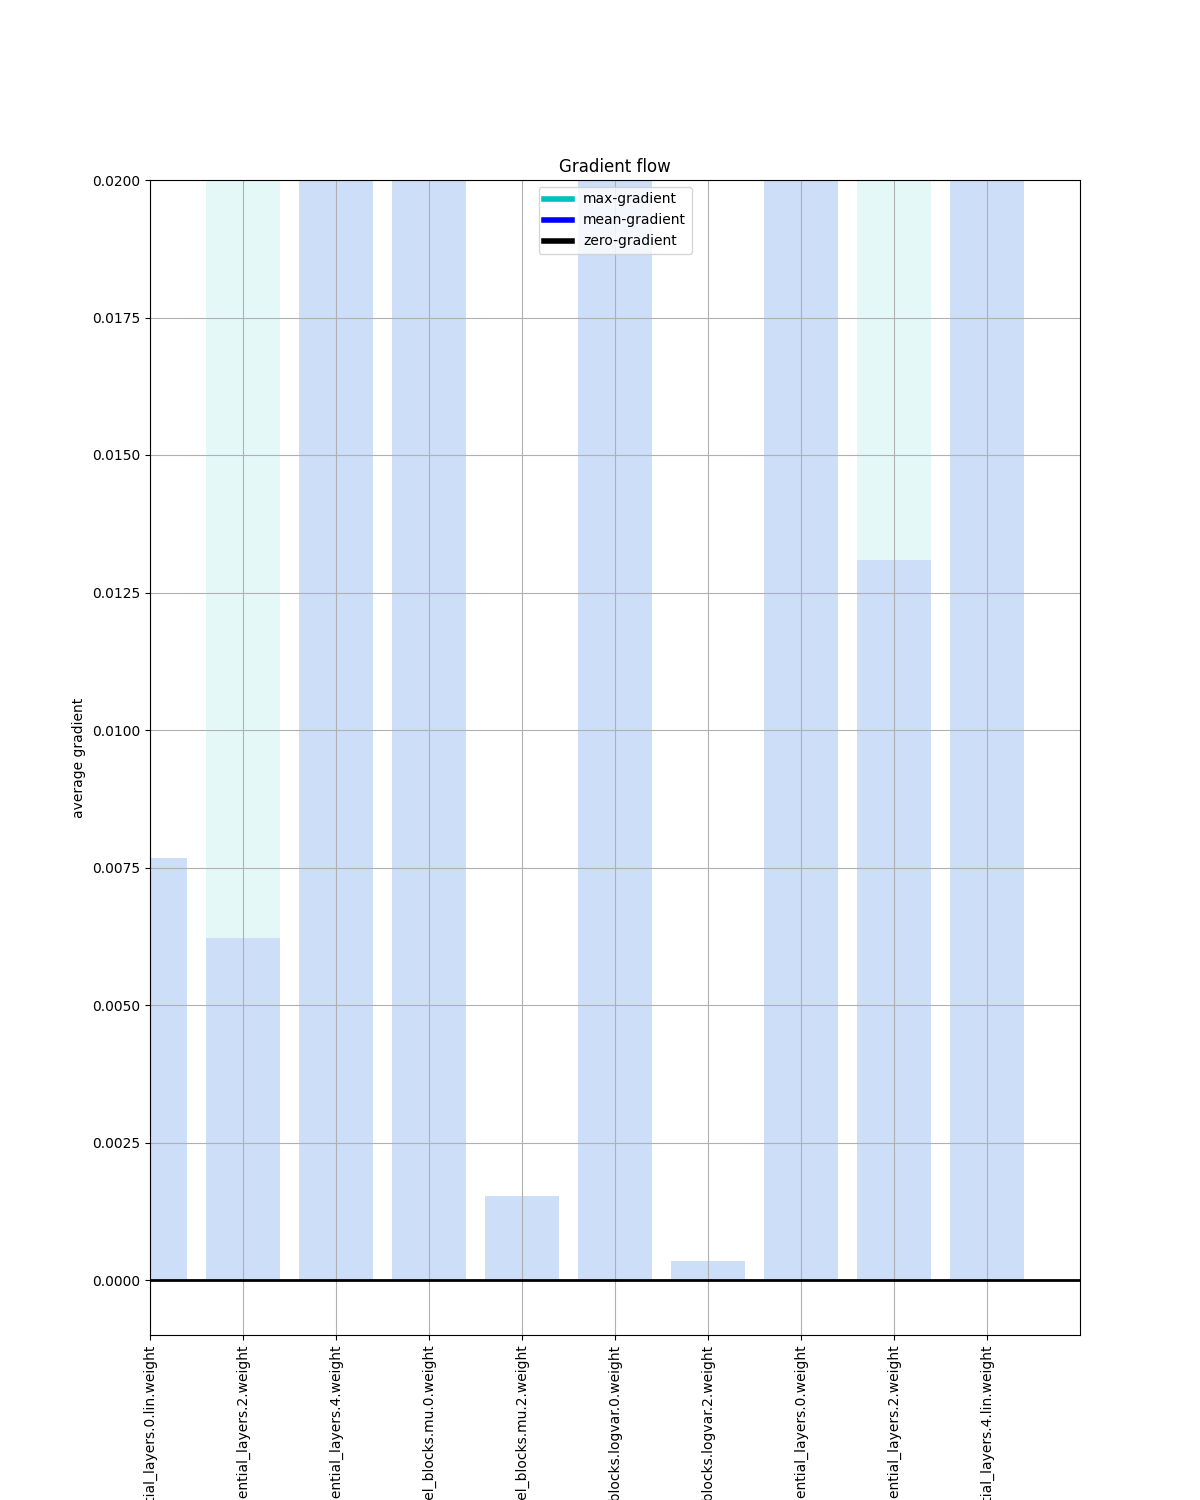 Gradient flow
max-gradient
mean-gradient
zero-gradient
average gradient
0.0200
0.0175
0.0150
0.0125
0.0100
0.0075
0.0050
0.0025
0.0000
tial_layers.0.lin.weight
ential_layers.2.weight
ential_layers.4.weight
el_blocks.mu.0.weight
el_blocks.mu.2.weight
blocks.logvar.0.weight
blocks.logvar.2.weight
ential_layers.0.weight
ential_layers.2.weight
tial_layers.4.lin.weight